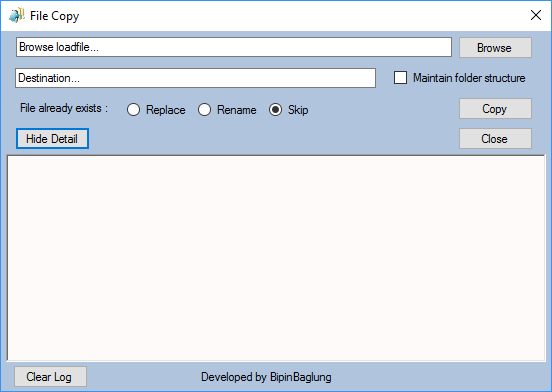 File Copy
Browse loadfile...
Browse
Destination...
Maintain folder structure
File already exists :
Replace
Rename
Skip
Copy
Hide Detail
Close
Clear Log
Developed by BipinBaglung